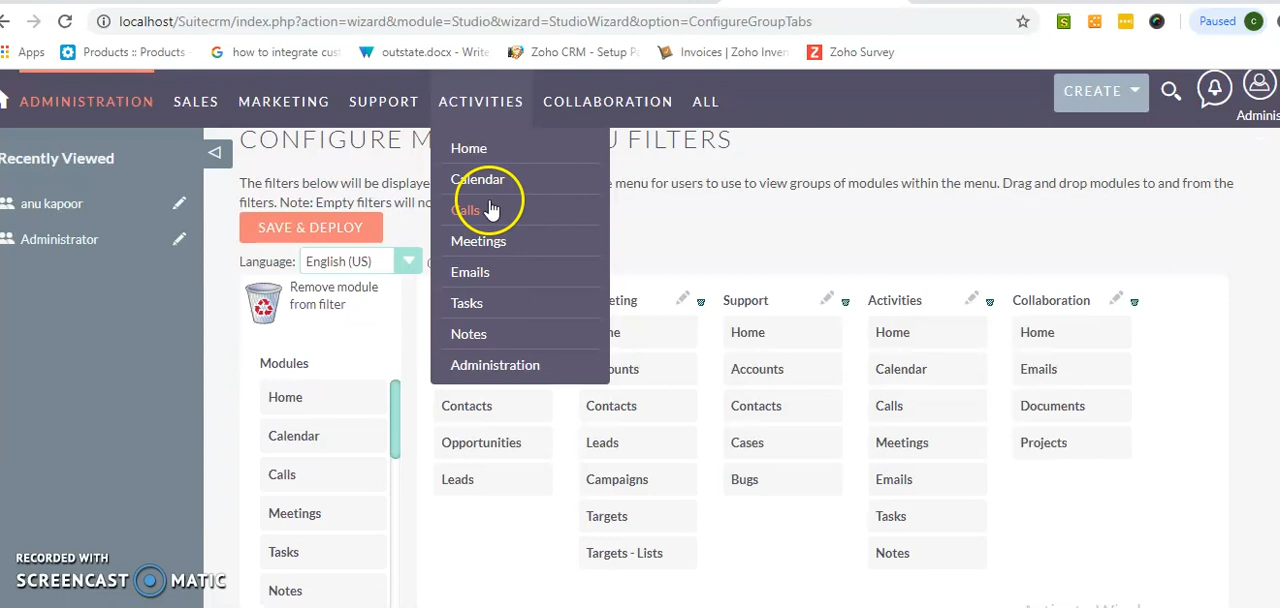 localhost/Suitecrm/index.php?action=wizard&module=Studio&wizard=StudioWizard&option=ConfigureGroupTabs
S
Paused C
Apps Products :: Products G how to integrate cus outstate.docx - Write Zoho CRM - Setup Pa Invoices | Zoho Inven Z Zoho Survey
ADMINISTRATION SALES MARKETING SUPPORT ACTIVITIES COLLABORATION ALL CREATE
Adminis
Recently Viewed
anu kapoor
Administrator
CONFIGURE M U FILTERS
The filters below will be displaye e menu for users to use to view groups of modules within the menu. Drag and drop modules to and from the
filters. Note: Empty filters will no
SAVE & DEPLOY
Language: English (US)
Remove module
from filter
Home
Calendar
Calls
Meetings
Emails
Tasks
Notes
Administration
Modules
Home
Calendar
Calls
Meetings
Tasks
Notes
Contacts
Opportunities
Leads
eting
me
ounts
Contacts
Leads
Campaigns
Targets
Targets - Lists
Support
Home
Accounts
Contacts
Cases
Bugs
Activities
Home
Calendar
Calls
Meetings
Emails
Tasks
Notes
Collaboration
Home
Emails
Documents
Projects
RECORDED WITH
SCREENCAST MATIC